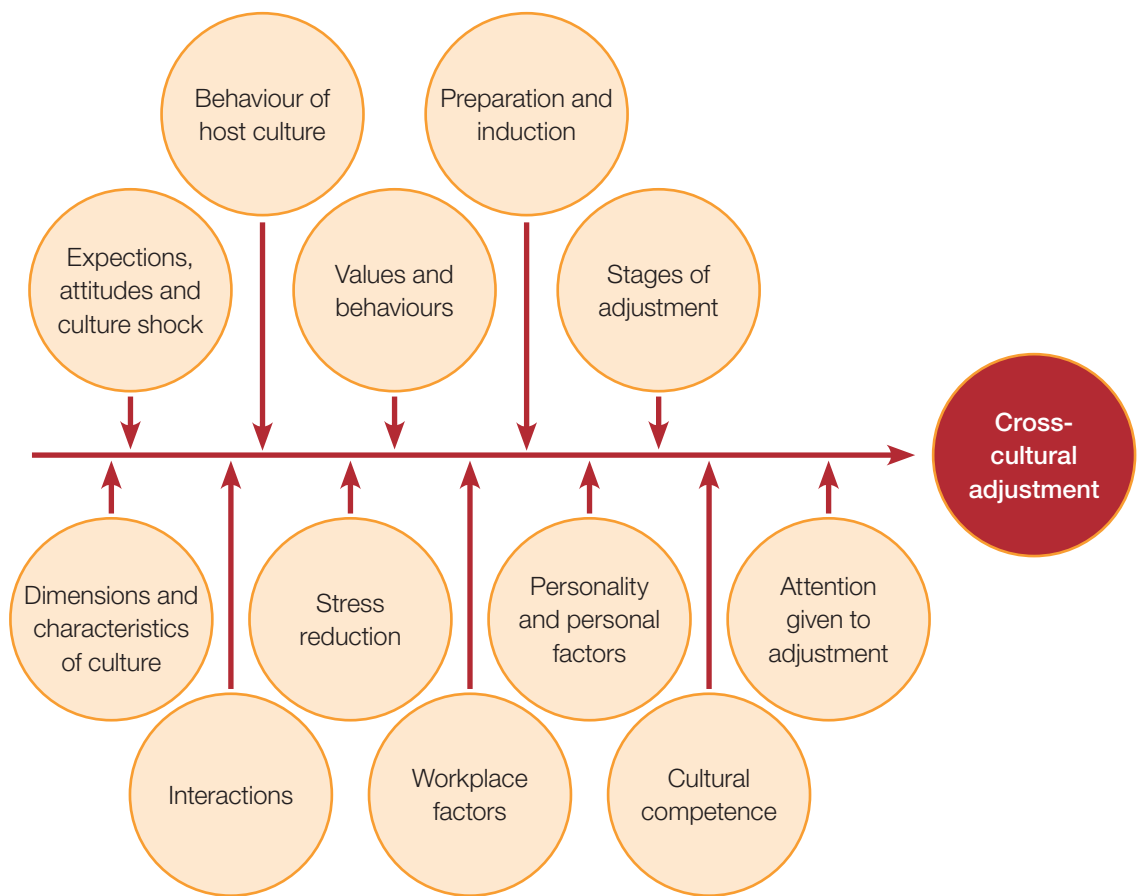 Behaviour of
host culture
Preparation and
induction
Expections,
attitudes and
culture shock
Values and
behaviours
Stages of
adjustment
Cross-
cultural
adjustment
Dimensions and
characteristics
of culture
Stress
reduction
Personality
and personal
factors
Attention
given to
adjustment
Interactions
Workplace
factors
Cultural
competence